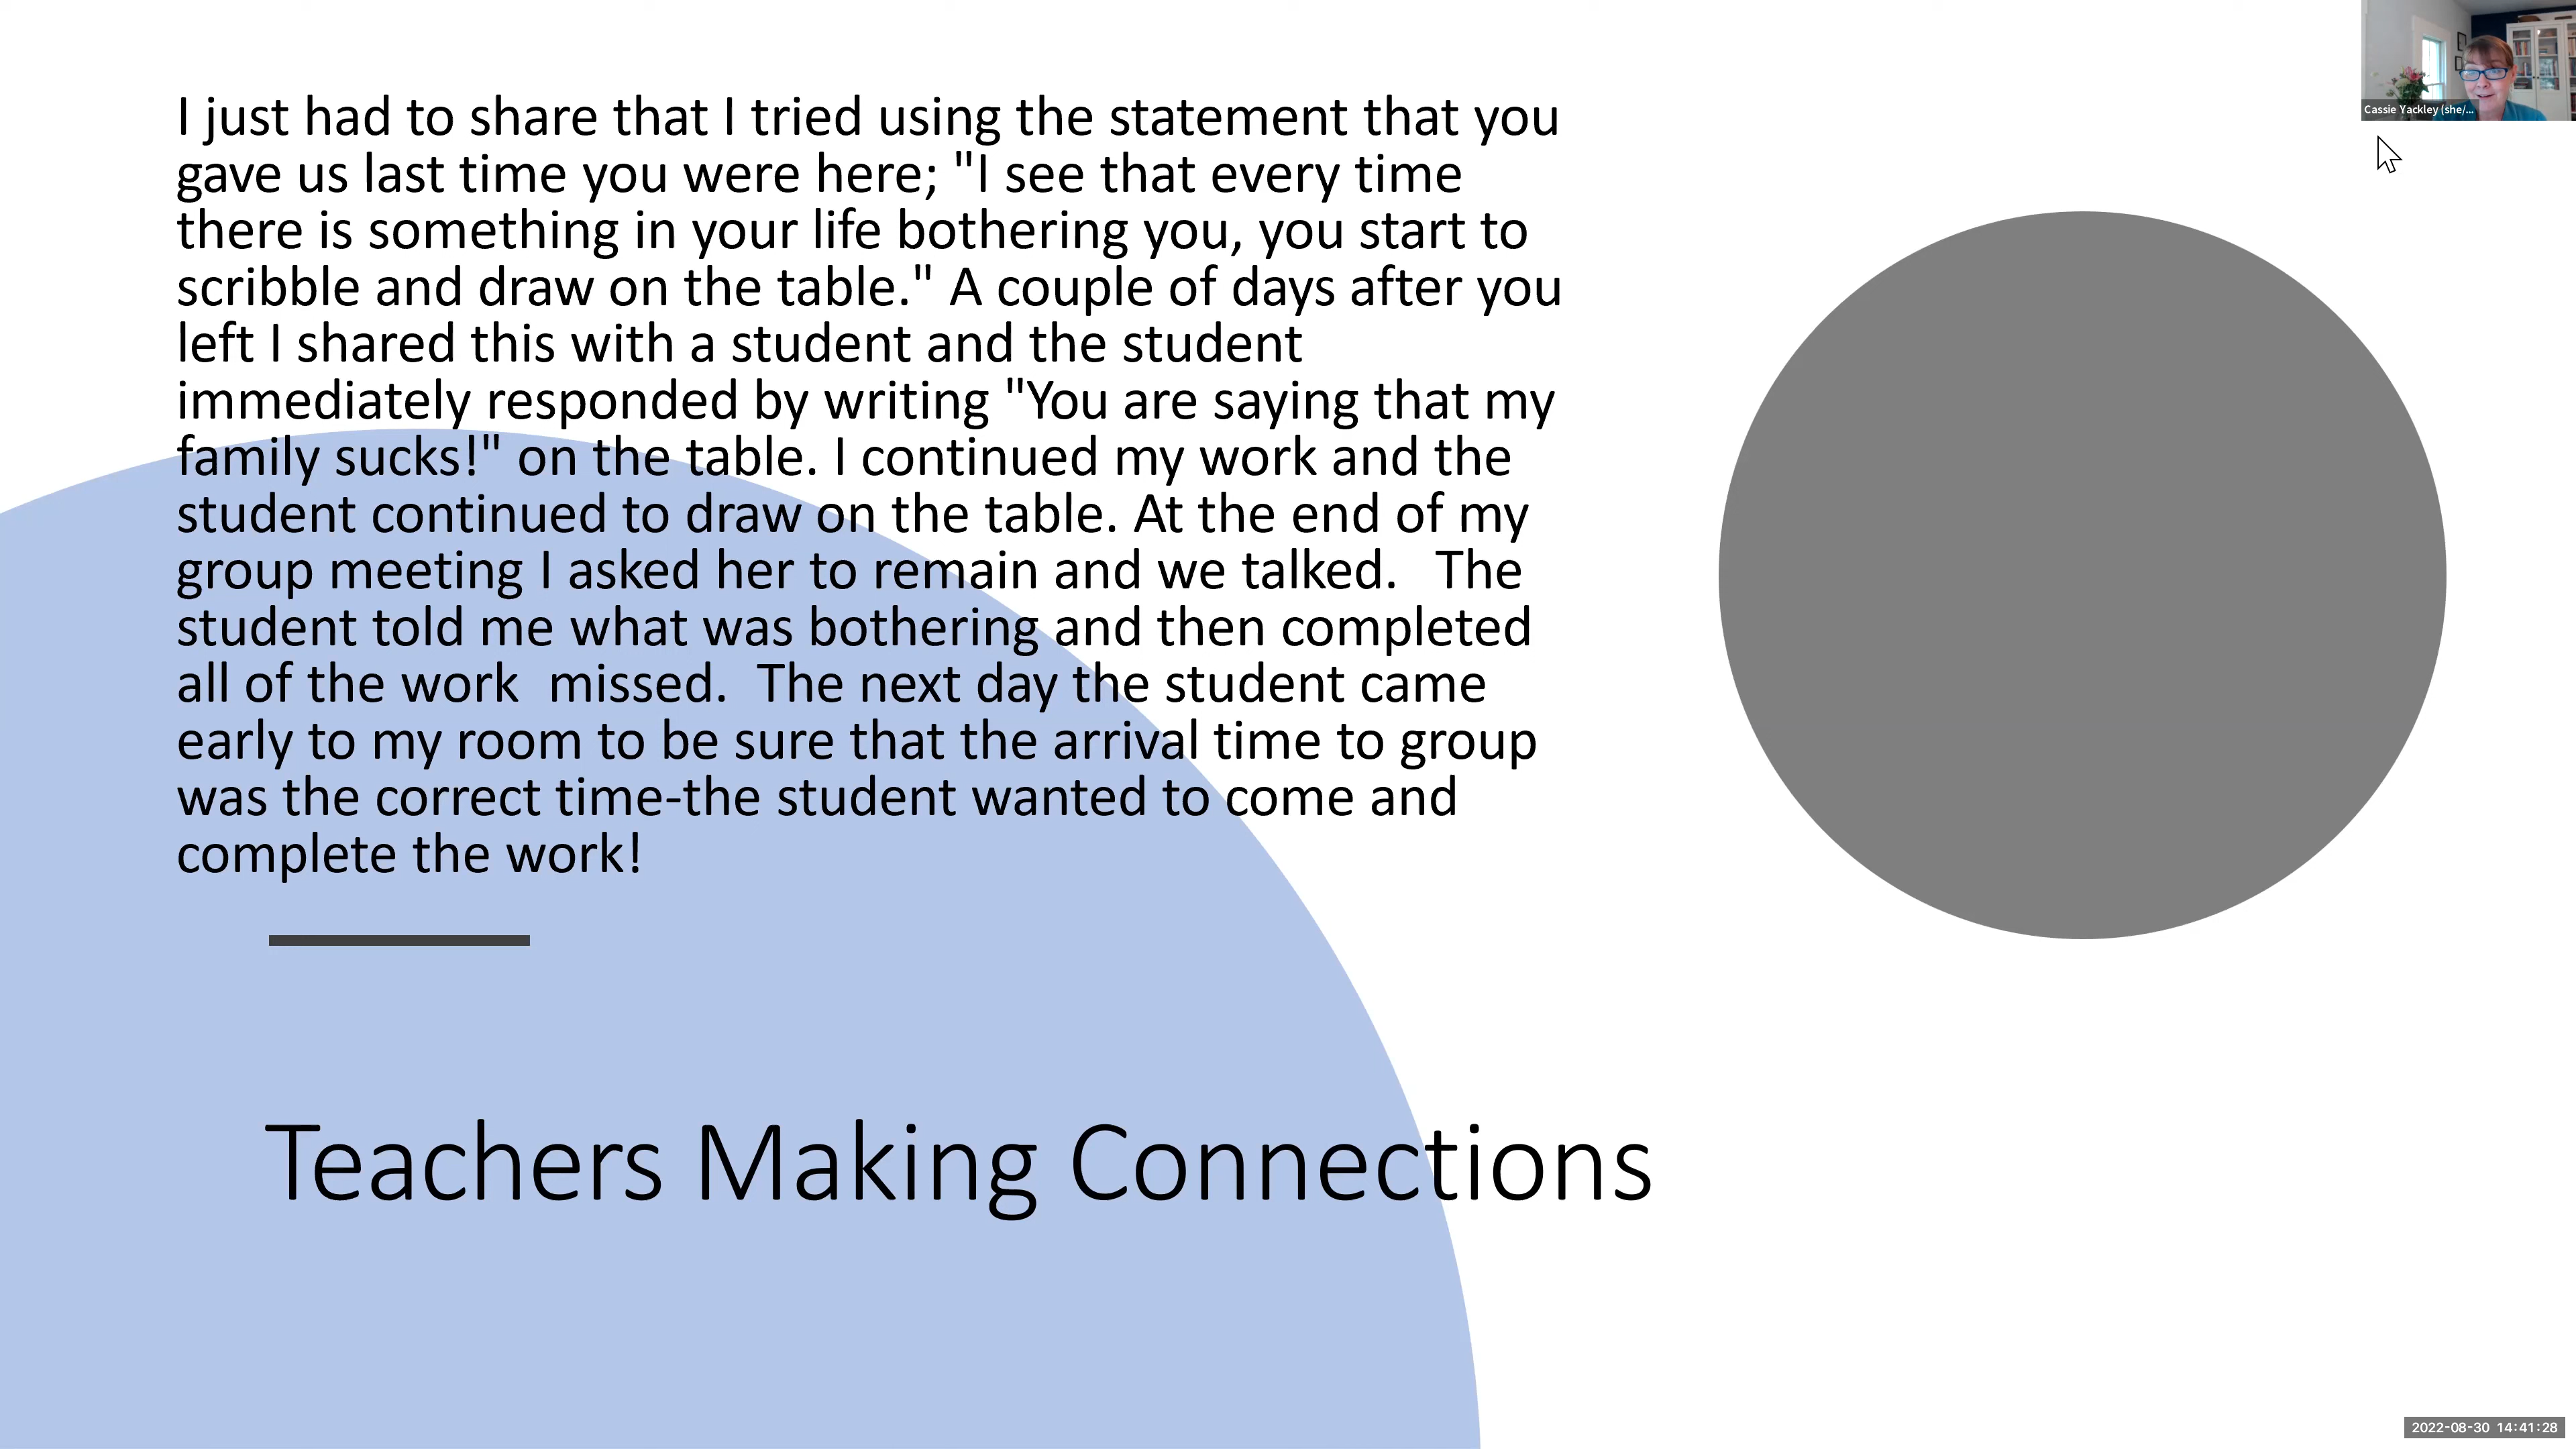 Cassie Yackley (she/...
I just had to share that I tried using the statement that you
gave us last time you were here; "I see that every time
there is something in your life bothering you, you start to
scribble and draw on the table." A couple of days after you
left I shared this with a student and the student
immediately responded by writing "You are saying that my
family sucks!" on the table. I continued my work and the
student continued to draw on the table. At the end of my
group meeting I asked her to remain and we talked.   The
student told me what was bothering and then completed
all of the work  missed.  The next day the student came
early to my room to be sure that the arrival time to group
was the correct time-the student wanted to come and
complete the work!
Teachers Making Connections
2022-08-30 14:41:28